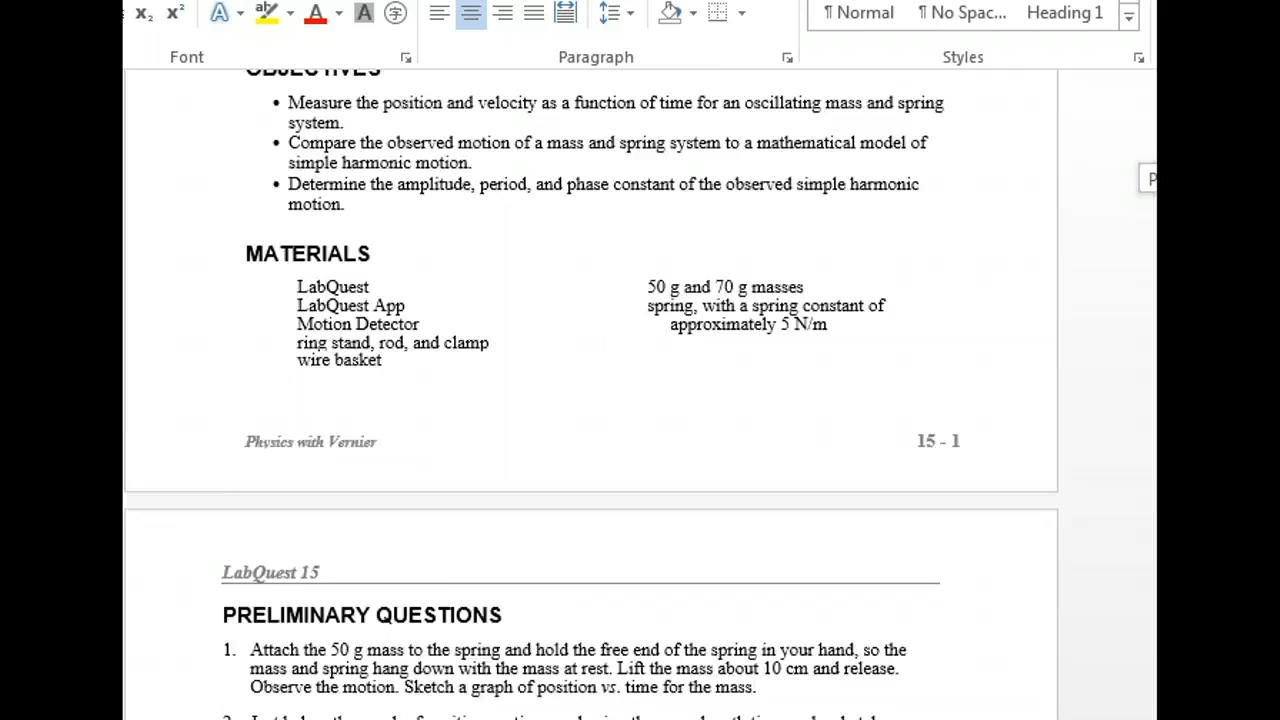 x₂ x² A aby A A 字
¶ Normal ¶ No Spac... Heading 1
Font Paragraph Styles
OBJECTIVES
• Measure the position and velocity as a function of time for an oscillating mass and spring
system.
• Compare the observed motion of a mass and spring system to a mathematical model of
simple harmonic motion.
• Determine the amplitude, period, and phase constant of the observed simple harmonic
motion.
MATERIALS
LabQuest
LabQuest App
Motion Detector
ring stand, rod, and clamp
wire basket
50 g and 70 g masses
spring, with a spring constant of
approximately 5 N/m
Physics with Vernier 15 - 1
LabQuest 15
PRELIMINARY QUESTIONS
1. Attach the 50 g mass to the spring and hold the free end of the spring in your hand, so the
mass and spring hang down with the mass at rest. Lift the mass about 10 cm and release.
Observe the motion. Sketch a graph of position vs. time for the mass.